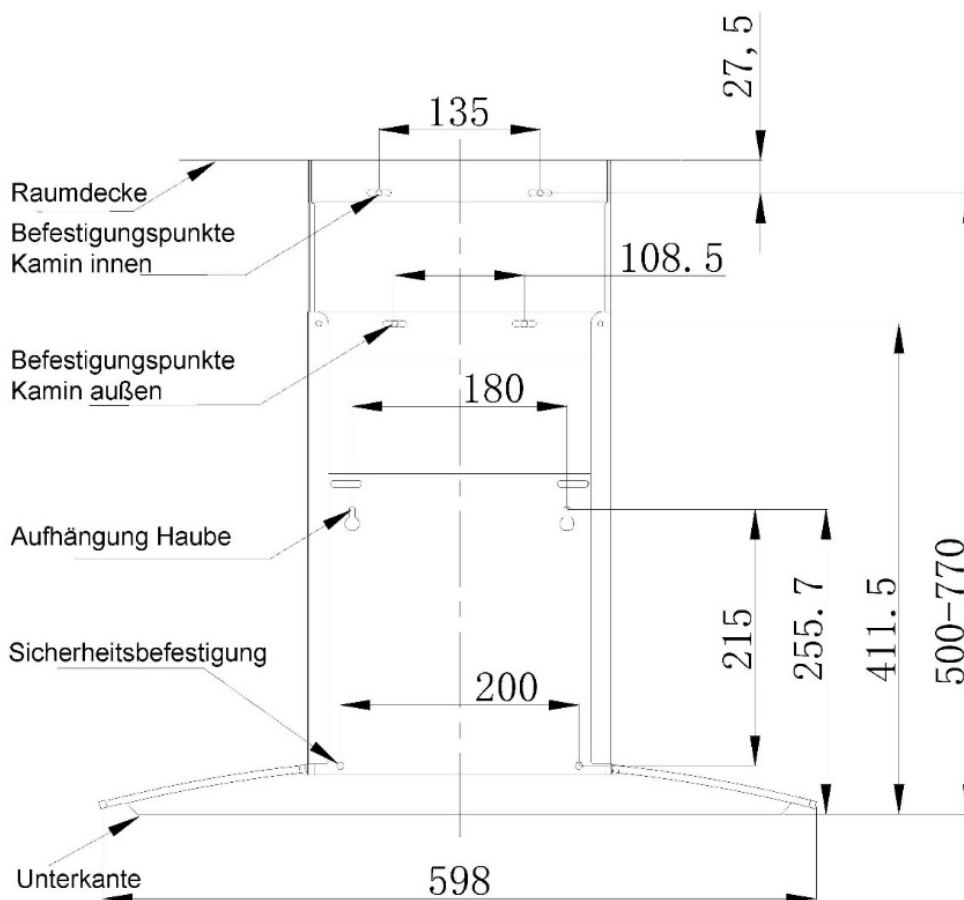 27,5
135
Raumdecke
Befestigungspunkte
Kamin innen
108.5
Befestigungspunkte
Kamin außen
180
Aufhängung Haube
Sicherheitsbefestigung
200
215
255.7
411.5
500-770
Unterkante
598